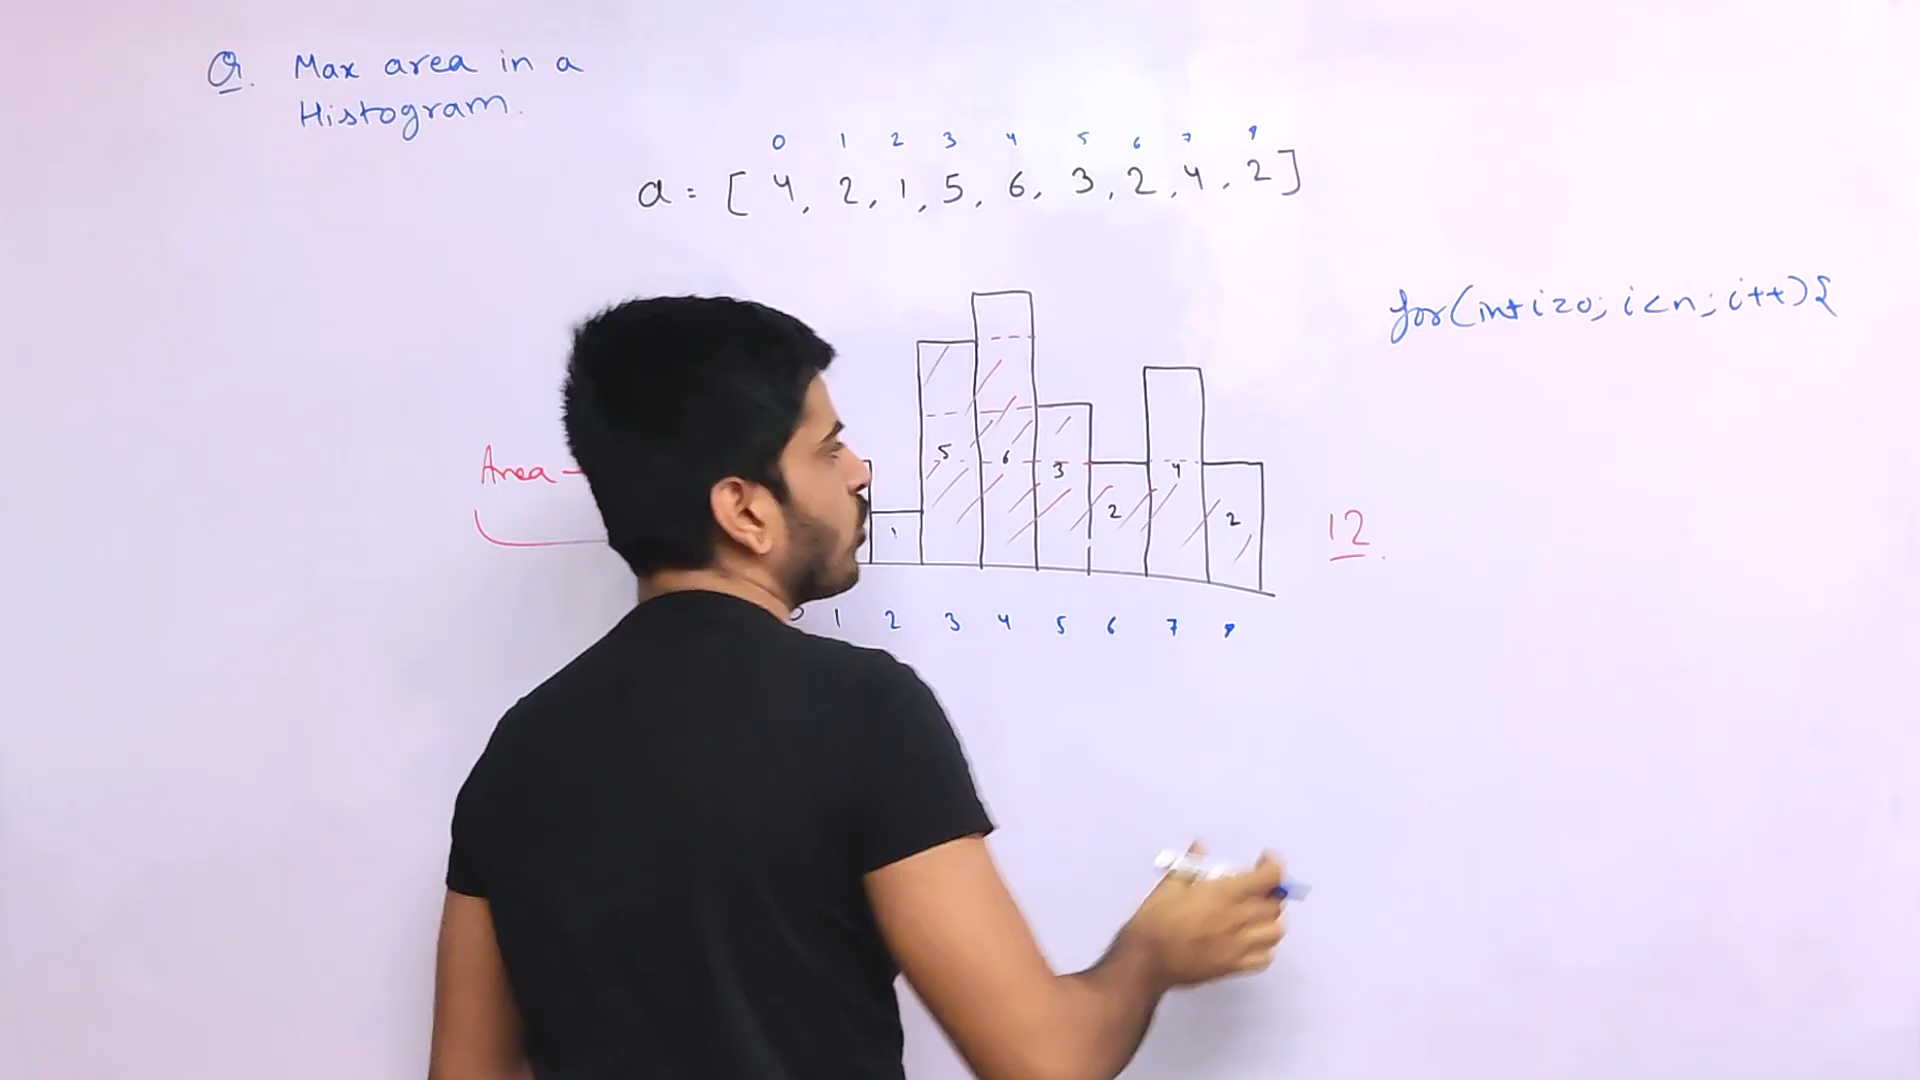 Q. Max area in a
Histogram.
0 1 2 3 4 5 6 7 8
a = [ 4, 2, 1, 5, 6, 3, 2, 4, 2 ]
for(int i=0; i<n; i++){
Area
5 6 3 4
1 2 2
12.
0 1 2 3 4 5 6 7 8